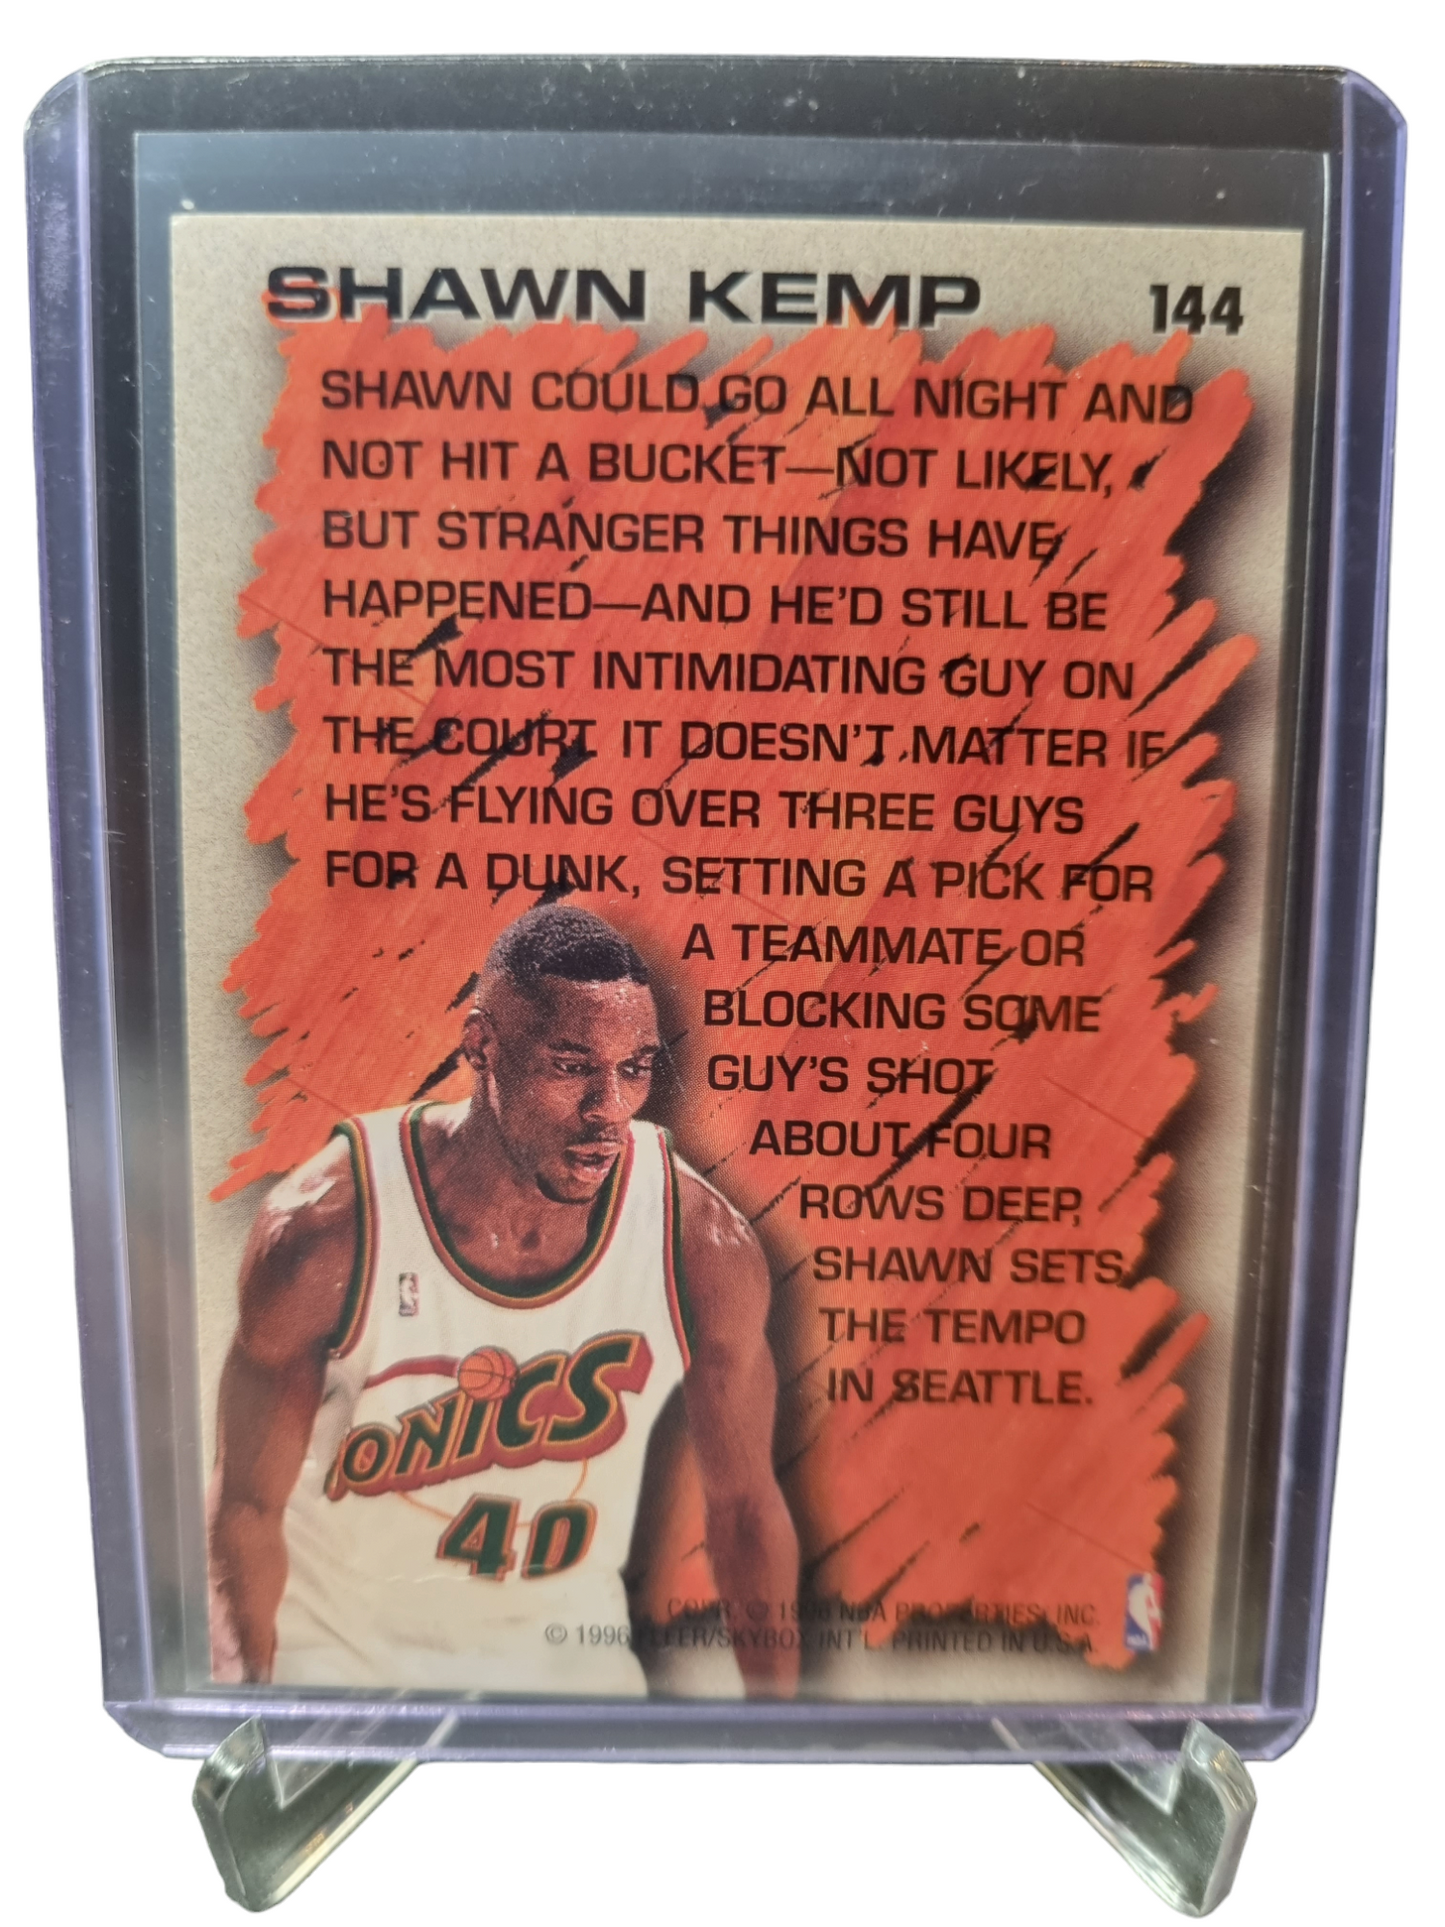 SHAWN KEMP 144
SHAWN COULD GO ALL NIGHT AND
NOT HIT A BUCKET—NOT LIKELY,
BUT STRANGER THINGS HAVE
HAPPENED—AND HE'D STILL BE
THE MOST INTIMIDATING GUY ON
THE COURT. IT DOESN'T MATTER IF
HE'S FLYING OVER THREE GUYS
FOR A DUNK, SETTING A PICK FOR
A TEAMMATE OR
BLOCKING SOME
GUY'S SHOT
ABOUT FOUR
ROWS DEEP,
SHAWN SETS
THE TEMPO
IN SEATTLE.
ONICS
40
COPR. © 1996 NBA PROPERTIES, INC.
© 1996 FLEER/SKYBOX INT'L. PRINTED IN U.S.A.